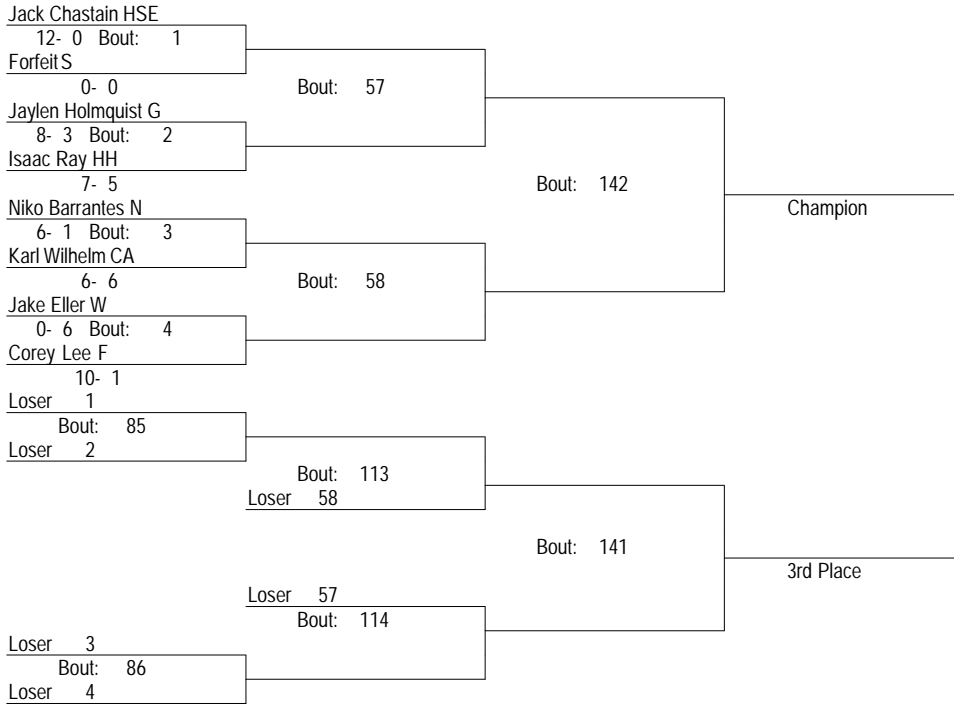 Jack Chastain HSE
12- 0 Bout: 1
Forfeit S
0- 0
Bout: 57
Jaylen Holmquist G
8- 3 Bout: 2
Isaac Ray HH
7- 5
Bout: 142
Niko Barrantes N
Champion
6- 1 Bout: 3
Karl Wilhelm CA
6- 6
Bout: 58
Jake Eller W
0- 6 Bout: 4
Corey Lee F
10- 1
Loser 1
Bout: 85
Loser 2
Bout: 113
Loser 58
Bout: 141
3rd Place
Loser 57
Bout: 114
Loser 3
Bout: 86
Loser 4